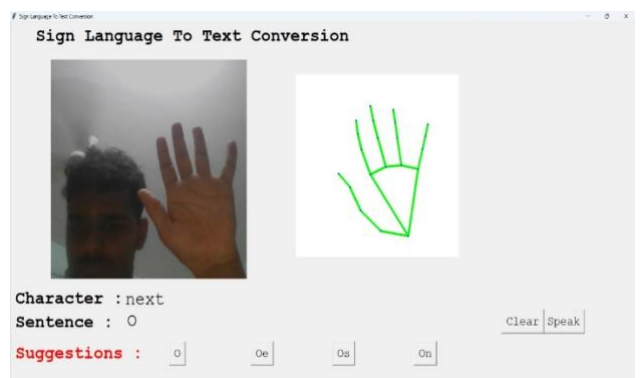 Sign Language To Text Conversion
Sign Language To Text Conversion
Character : next
Sentence : O
Clear Speak
Suggestions : O Oe Os On